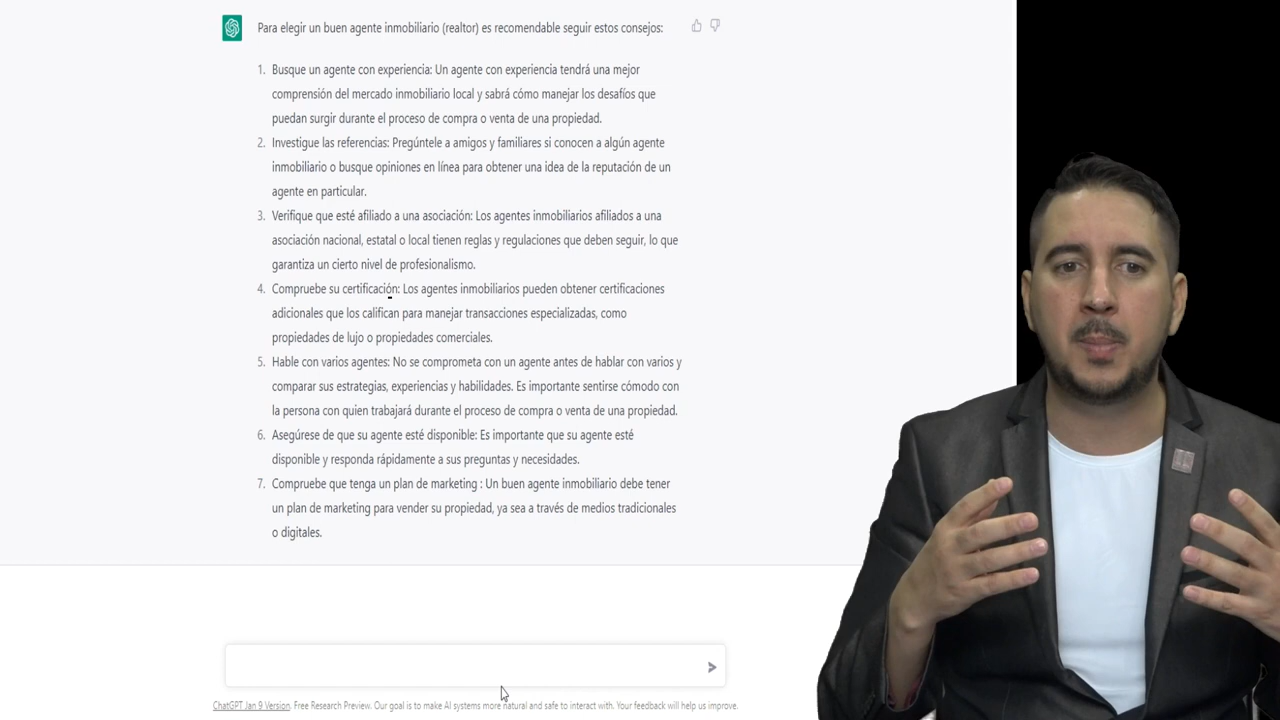 Para elegir un buen agente inmobiliario (realtor) es recomendable seguir estos consejos:
1. Busque un agente con experiencia: Un agente con experiencia tendrá una mejor
comprensión del mercado inmobiliario local y sabrá cómo manejar los desafíos que
puedan surgir durante el proceso de compra o venta de una propiedad.
2. Investigue las referencias: Pregúntele a amigos y familiares si conocen a algún agente
inmobiliario o busque opiniones en línea para obtener una idea de la reputación de un
agente en particular.
3. Verifique que esté afiliado a una asociación: Los agentes inmobiliarios afiliados a una
asociación nacional, estatal o local tienen reglas y regulaciones que deben seguir, lo que
garantiza un cierto nivel de profesionalismo.
4. Compruebe su certificación: Los agentes inmobiliarios pueden obtener certificaciones
adicionales que los califican para manejar transacciones especializadas, como
propiedades de lujo o propiedades comerciales.
5. Hable con varios agentes: No se comprometa con un agente antes de hablar con varios y
comparar sus estrategias, experiencias y habilidades. Es importante sentirse cómodo con
la persona con quien trabajará durante el proceso de compra o venta de una propiedad.
6. Asegúrese de que su agente esté disponible: Es importante que su agente esté
disponible y responda rápidamente a sus preguntas y necesidades.
7. Compruebe que tenga un plan de marketing : Un buen agente inmobiliario debe tener
un plan de marketing para vender su propiedad, ya sea a través de medios tradicionales
o digitales.
ChatGPT Jan 9 Version. Free Research Preview. Our goal is to make AI systems more natural and safe to interact with. Your feedback will help us improve.